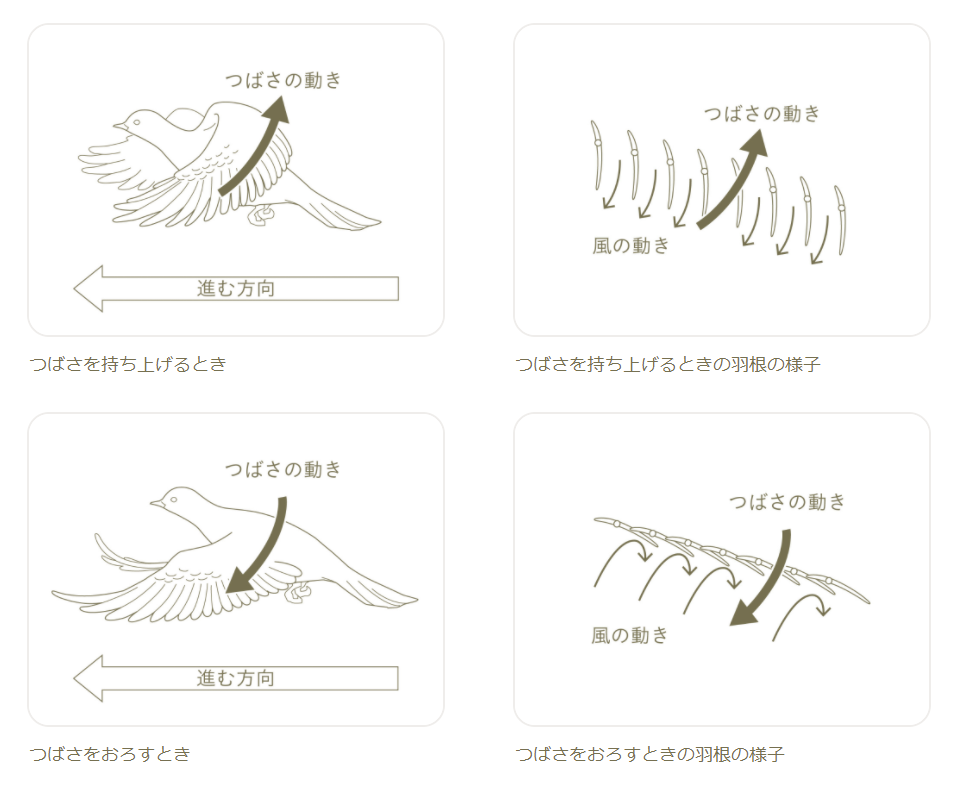 つばさの動き
進む方向
つばさを持ち上げるとき
つばさの動き
風の動き
つばさを持ち上げるときの羽根の様子
つばさの動き
進む方向
つばさをおろすとき
つばさの動き
風の動き
つばさをおろすときの羽根の様子